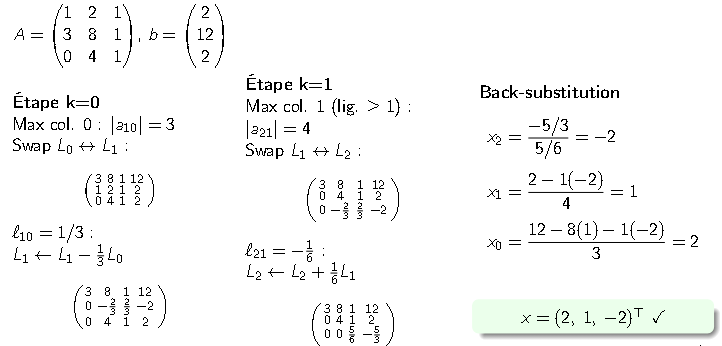 A = \begin{pmatrix} 1 & 2 & 1 \\ 3 & 8 & 1 \\ 0 & 4 & 1 \end{pmatrix}, b = \begin{pmatrix} 2 \\ 12 \\ 2 \end{pmatrix}
Étape k=0
Max col. 0 : |a_{10}| = 3
Swap L_0 ↔ L_1 :
\begin{pmatrix} 3 & 8 & 1 & 12 \\ 1 & 2 & 1 & 2 \\ 0 & 4 & 1 & 2 \end{pmatrix}
ℓ_{10} = 1/3 :
L_1 ← L_1 − \frac{1}{3}L_0
\begin{pmatrix} 3 & 8 & 1 & 12 \\ 0 & −\frac{2}{3} & \frac{2}{3} & −2 \\ 0 & 4 & 1 & 2 \end{pmatrix}
Étape k=1
Max col. 1 (lig. ≥ 1) :
|a_{21}| = 4
Swap L_1 ↔ L_2 :
\begin{pmatrix} 3 & 8 & 1 & 12 \\ 0 & 4 & 1 & 2 \\ 0 & −\frac{2}{3} & \frac{2}{3} & −2 \end{pmatrix}
ℓ_{21} = −\frac{1}{6} :
L_2 ← L_2 + \frac{1}{6}L_1
\begin{pmatrix} 3 & 8 & 1 & 12 \\ 0 & 4 & 1 & 2 \\ 0 & 0 & \frac{5}{6} & −\frac{5}{3} \end{pmatrix}
Back-substitution
x_2 = \frac{−5/3}{5/6} = −2
x_1 = \frac{2 − 1(−2)}{4} = 1
x_0 = \frac{12 − 8(1) − 1(−2)}{3} = 2
x = (2, 1, −2)^⊤ ✓